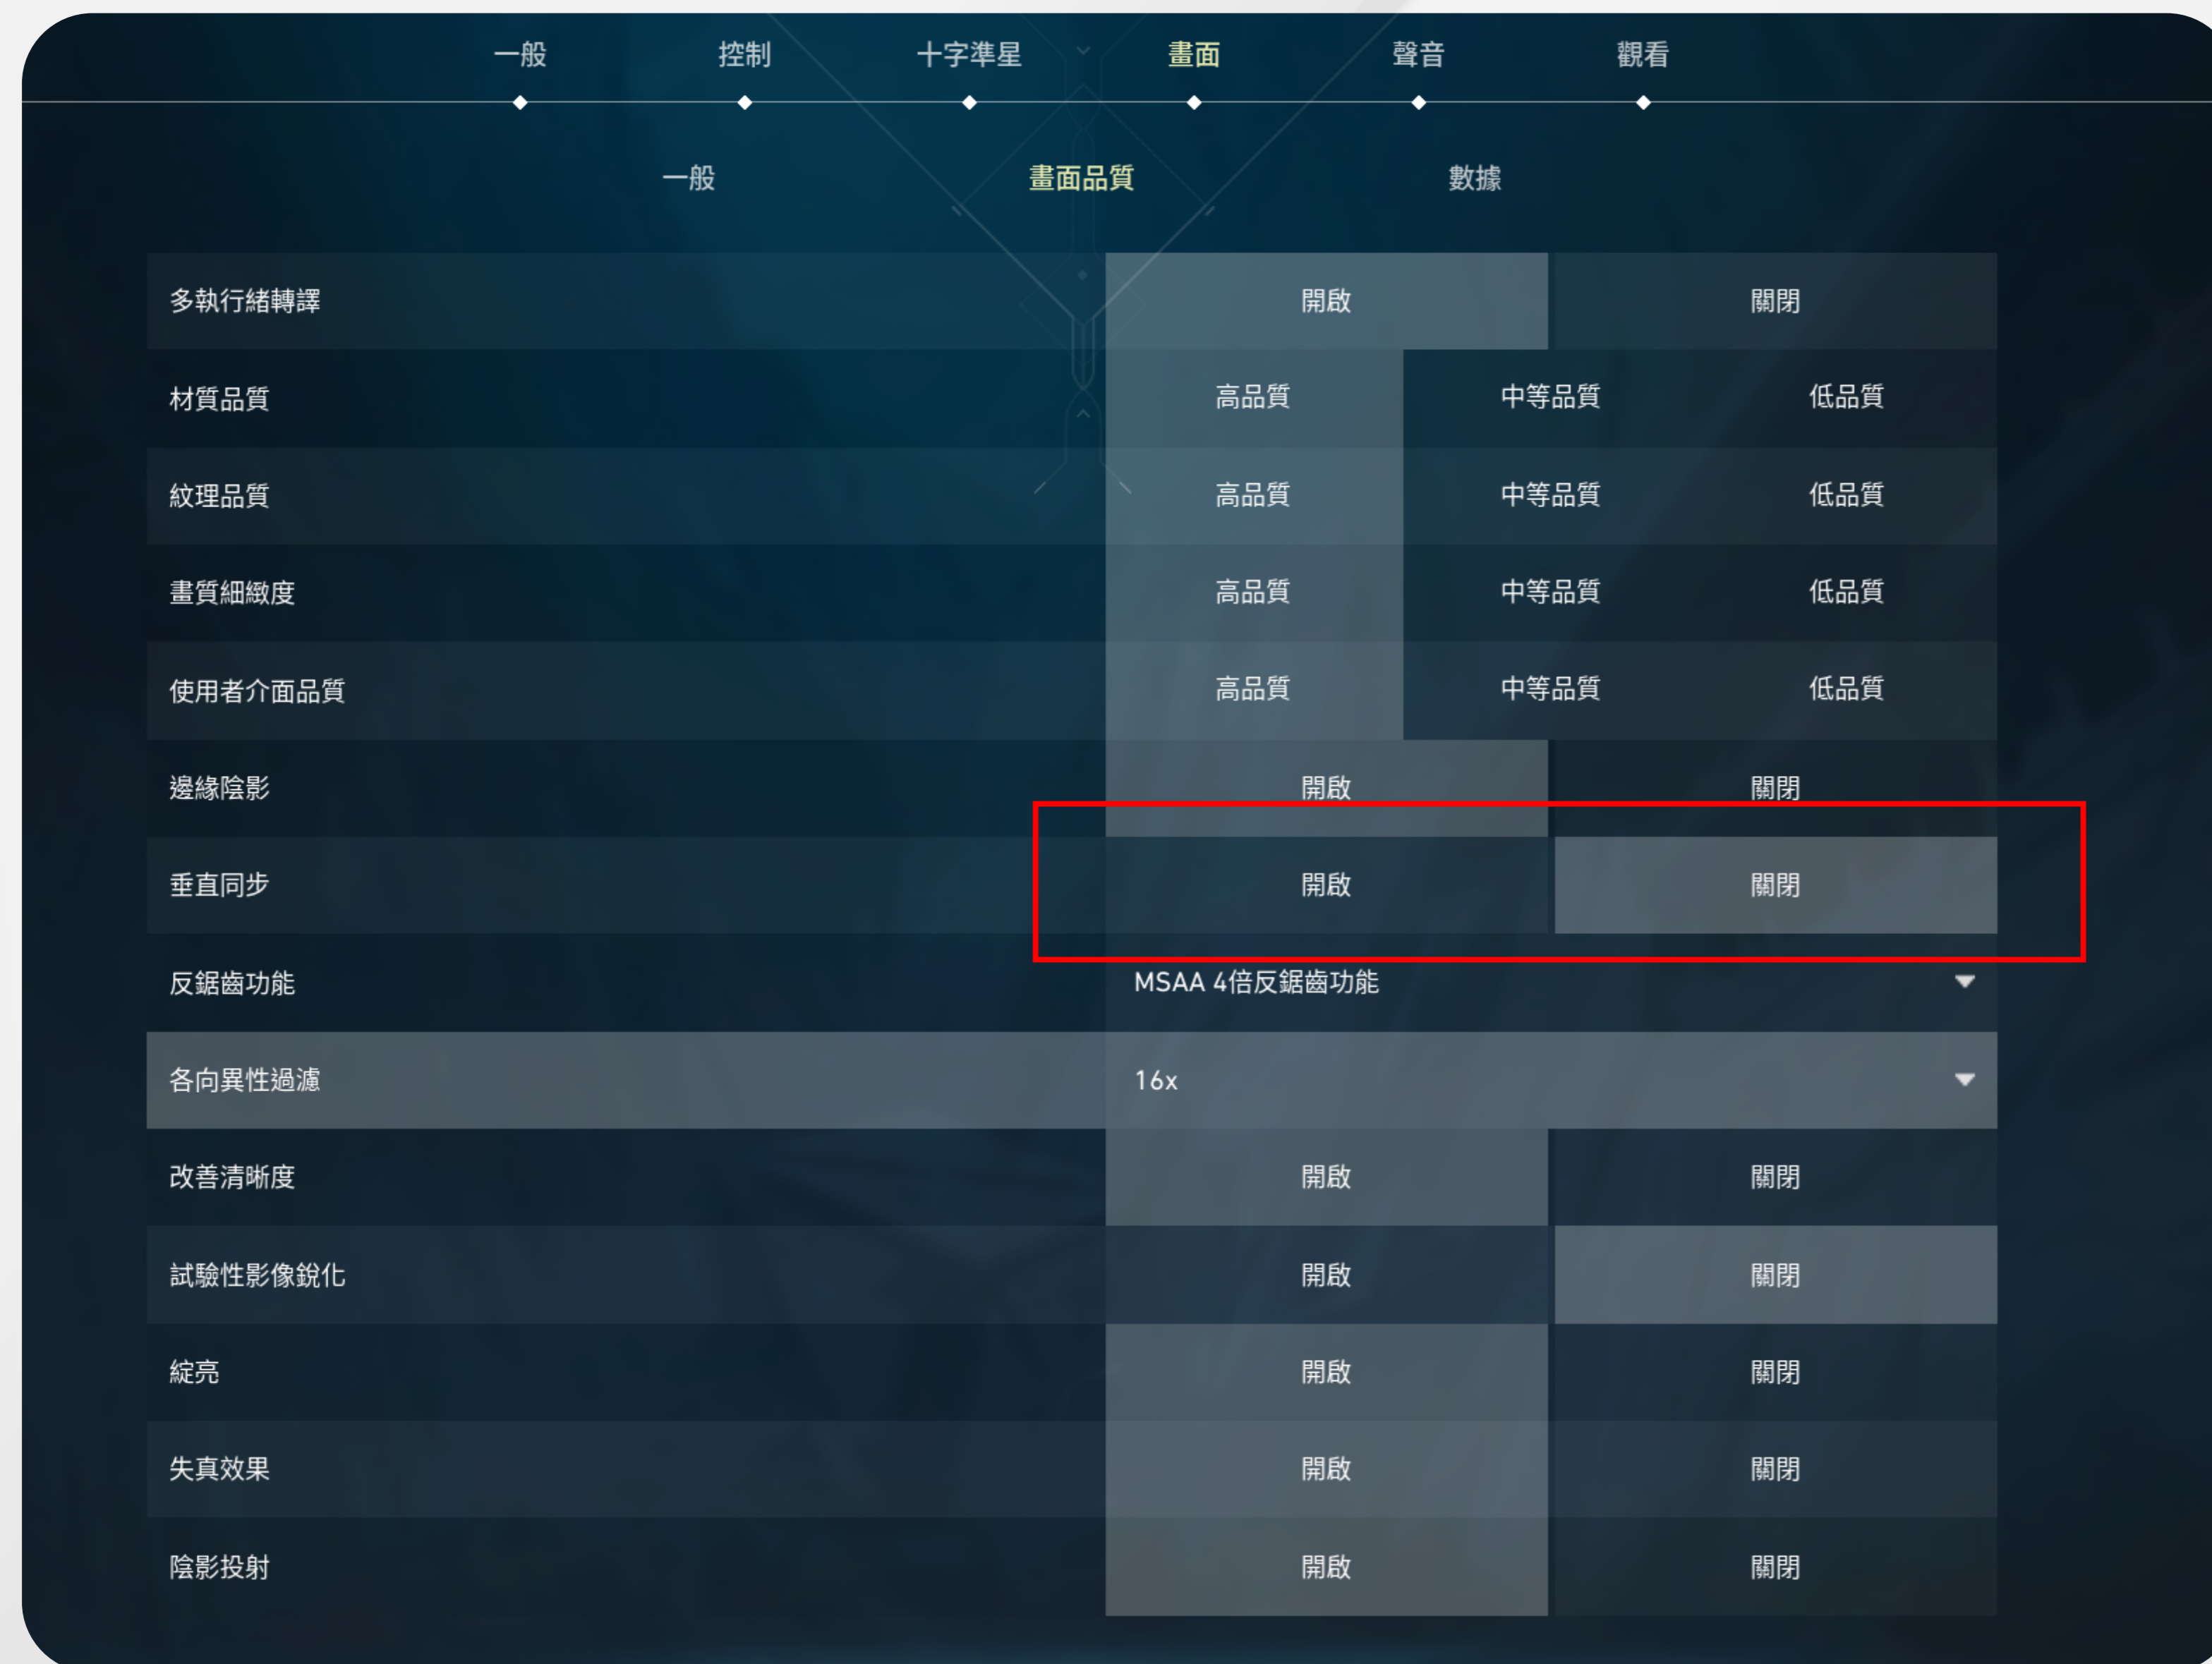 一般 控制 十字準星 畫面 聲音 觀看
一般 畫面品質 數據
多執行緒轉譯 開啟 關閉
材質品質 高品質 中等品質 低品質
紋理品質 高品質 中等品質 低品質
畫質細緻度 高品質 中等品質 低品質
使用者介面品質 高品質 中等品質 低品質
邊緣陰影 開啟 關閉
垂直同步 開啟 關閉
反鋸齒功能 MSAA 4倍反鋸齒功能
各向異性過濾 16x
改善清晰度 開啟 關閉
試驗性影像銳化 開啟 關閉
綻亮 開啟 關閉
失真效果 開啟 關閉
陰影投射 開啟 關閉